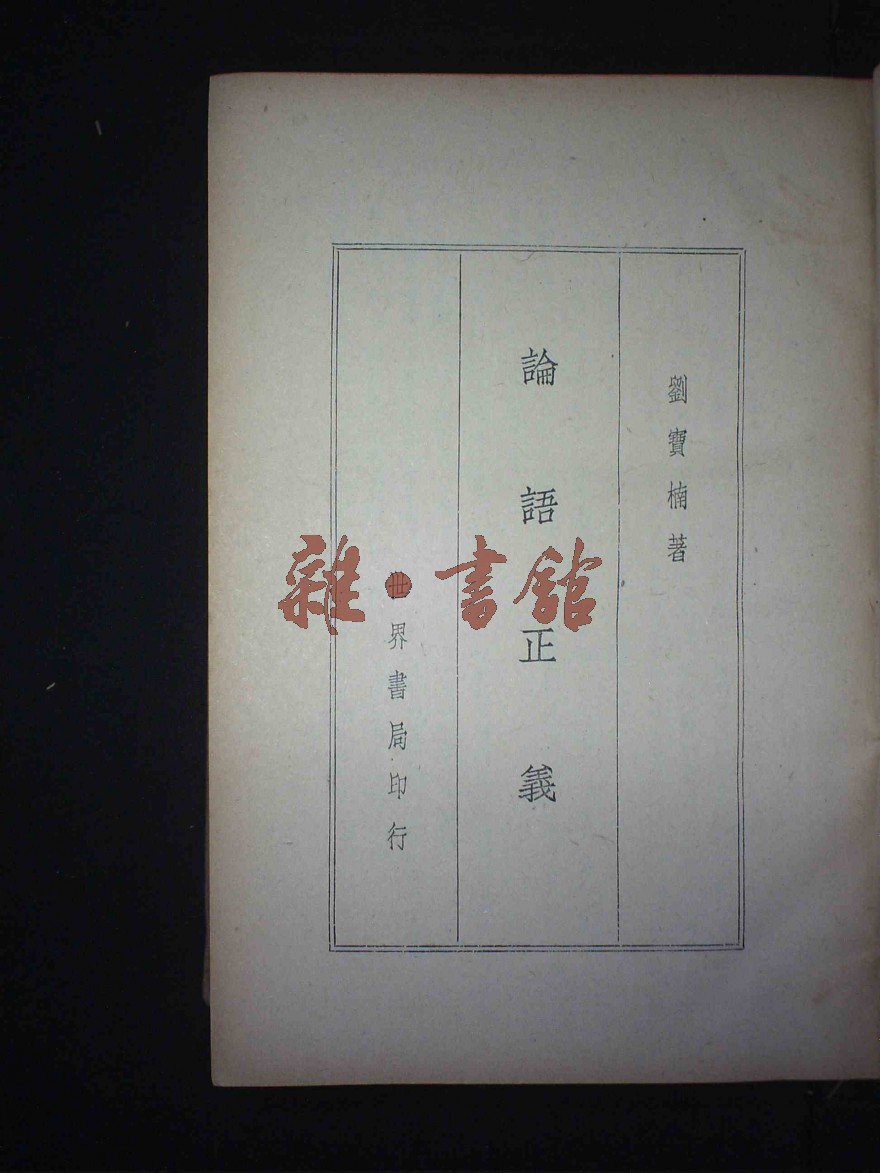 劉寶楠著
論語正義
世界書局印行
雜·書館